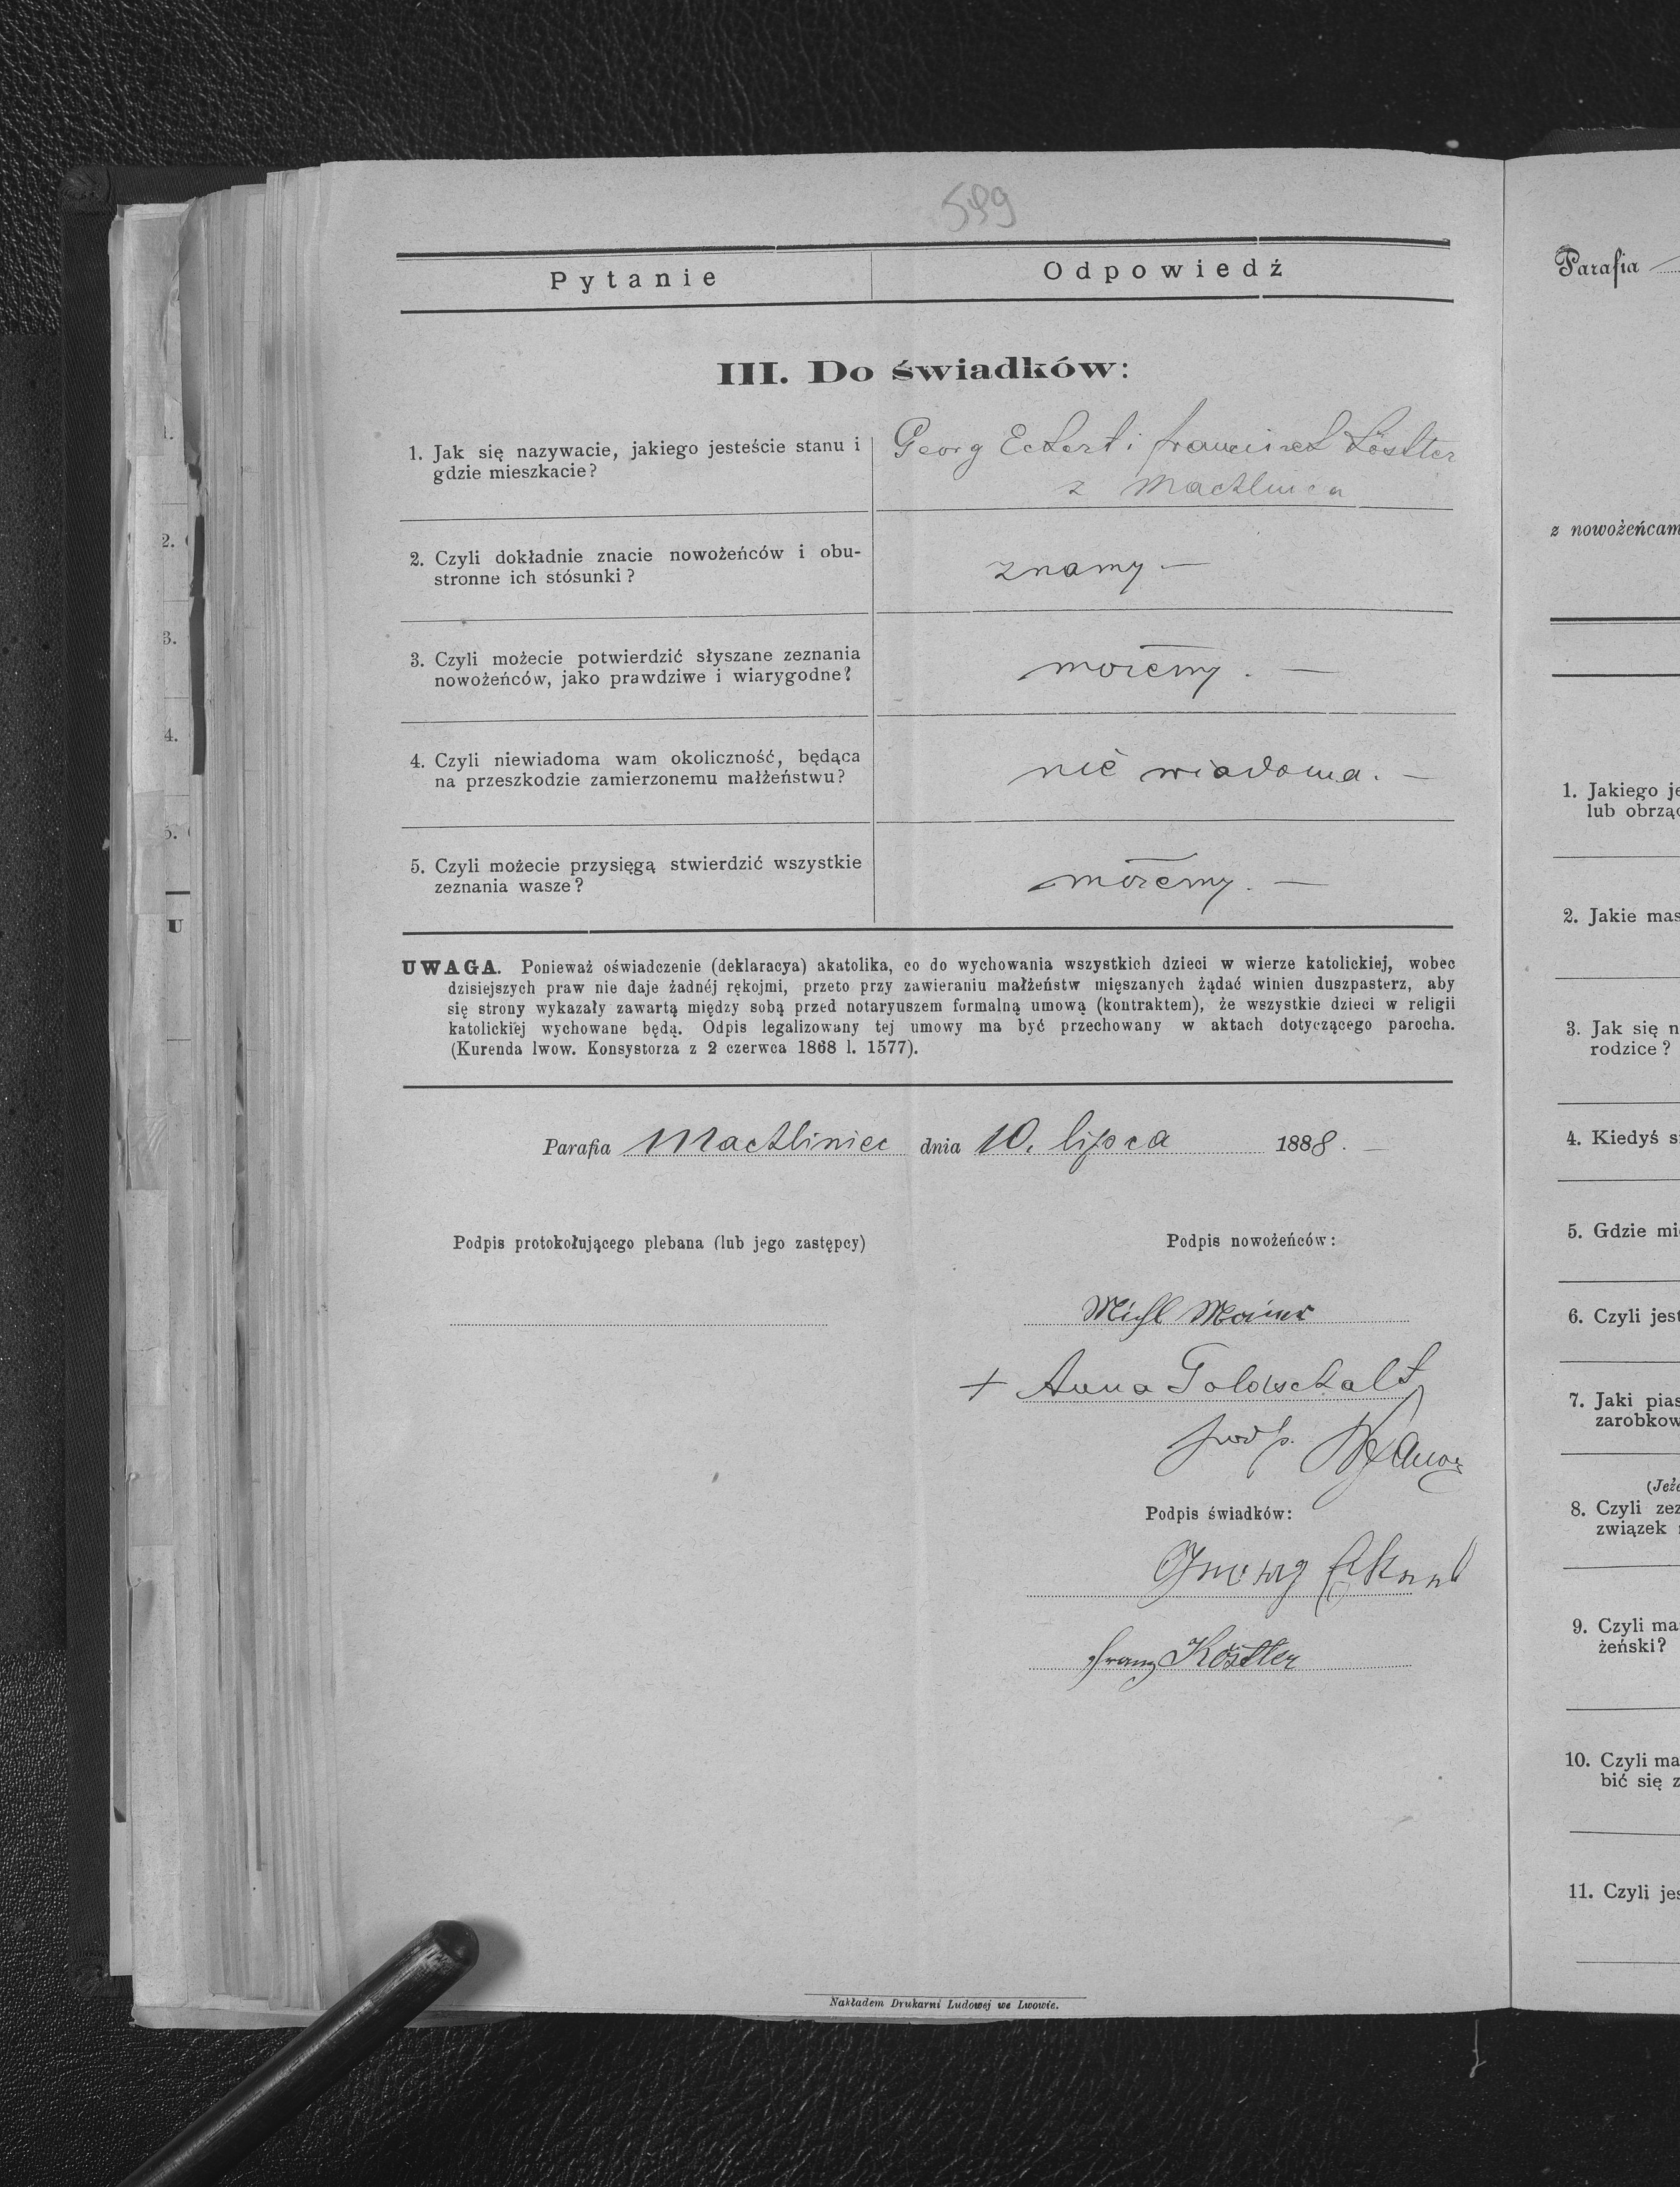 599
Pytanie
Odpowiedź
III. Do świadków:
1. Jak się nazywacie, jakiego jesteście stanu i
gdzie mieszkacie?
Georg Eckert i franciszek Köstler
z Machlinca
2. Czyli dokładnie znacie nowożeńców i obu-
stronne ich stósunki?
znamy —
3. Czyli możecie potwierdzić słyszane zeznania
nowożeńców, jako prawdziwe i wiarygodne?
możemy. —
4. Czyli niewiadoma wam okoliczność, będąca
na przeszkodzie zamierzonemu małżeństwu?
nie wiadoma. —
5. Czyli możecie przysięgą stwierdzić wszystkie
zeznania wasze?
możemy. —
UWAGA. Ponieważ oświadczenie (deklaracya) akatolika, co do wychowania wszystkich dzieci w wierze katolickiej, wobec
dzisiejszych praw nie daje żadnéj rękojmi, przeto przy zawieraniu małżeństw mięszanych żądać winien duszpasterz, aby
się strony wykazały zawartą między sobą przed notaryuszem formalną umową (kontraktem), że wszystkie dzieci w religii
katolickiéj wychowane będą. Odpis legalizowany tej umowy ma być przechowany w aktach dotyczącego parocha.
(Kurenda lwow. Konsystorza z 2 czerwca 1868 l. 1577).
Parafia Machliniec dnia 10. lipca 1888. —
Podpis protokołującego plebana (lub jego zastępcy)
Podpis nowożeńców:
+ Anna
podp.
Podpis świadków:
Georg Ekert
Franz Köstler
Nakładem Drukarni Ludowej we Lwowie.
1.
2.
3.
4.
5.
U
Parafia
z nowożeńcam
1. Jakiego je
lub obrząd
2. Jakie mas
3. Jak się n
rodzice?
4. Kiedyś s
5. Gdzie mi
6. Czyli jest
7. Jaki pias
zarobkow
(Jeże
8. Czyli zez
związek
9. Czyli ma
żeński?
10. Czyli ma
bić się z
11. Czyli jes